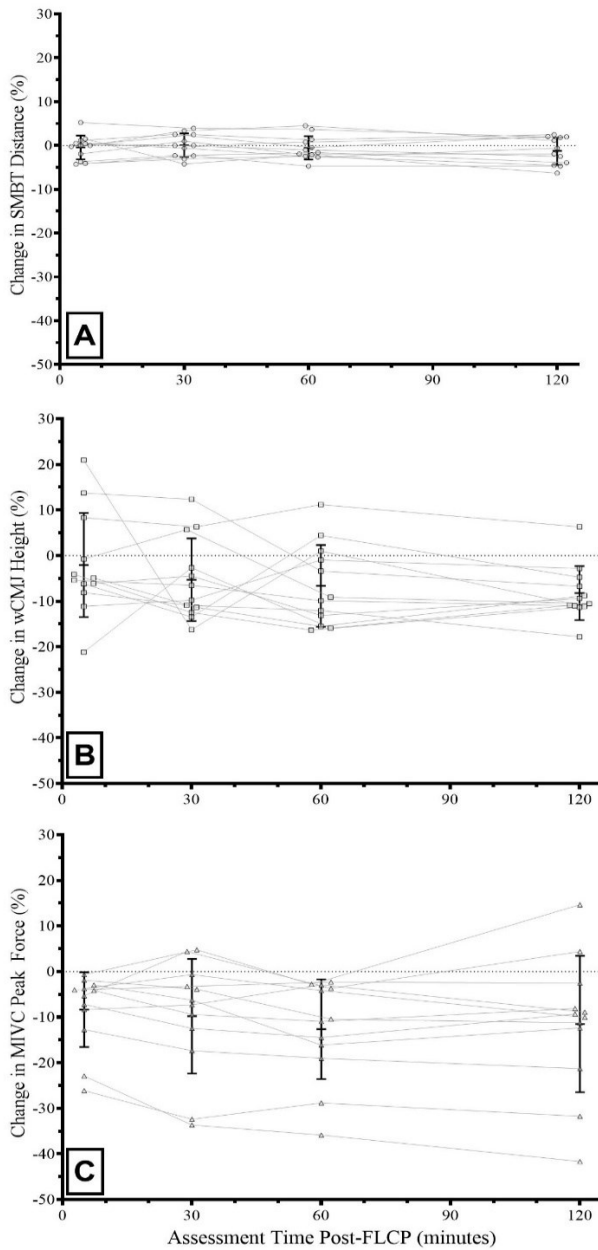 30
20
10
0
-10
-20
-30
-40
-50
Change in SMBT Distance (%)
A
0 30 60 90 120
30
20
10
0
-10
-20
-30
-40
-50
Change in wCMJ Height (%)
B
0 30 60 90 120
30
20
10
0
-10
-20
-30
-40
-50
Change in MIVC Peak Force (%)
C
0 30 60 90 120
Assessment Time Post-FLCP (minutes)